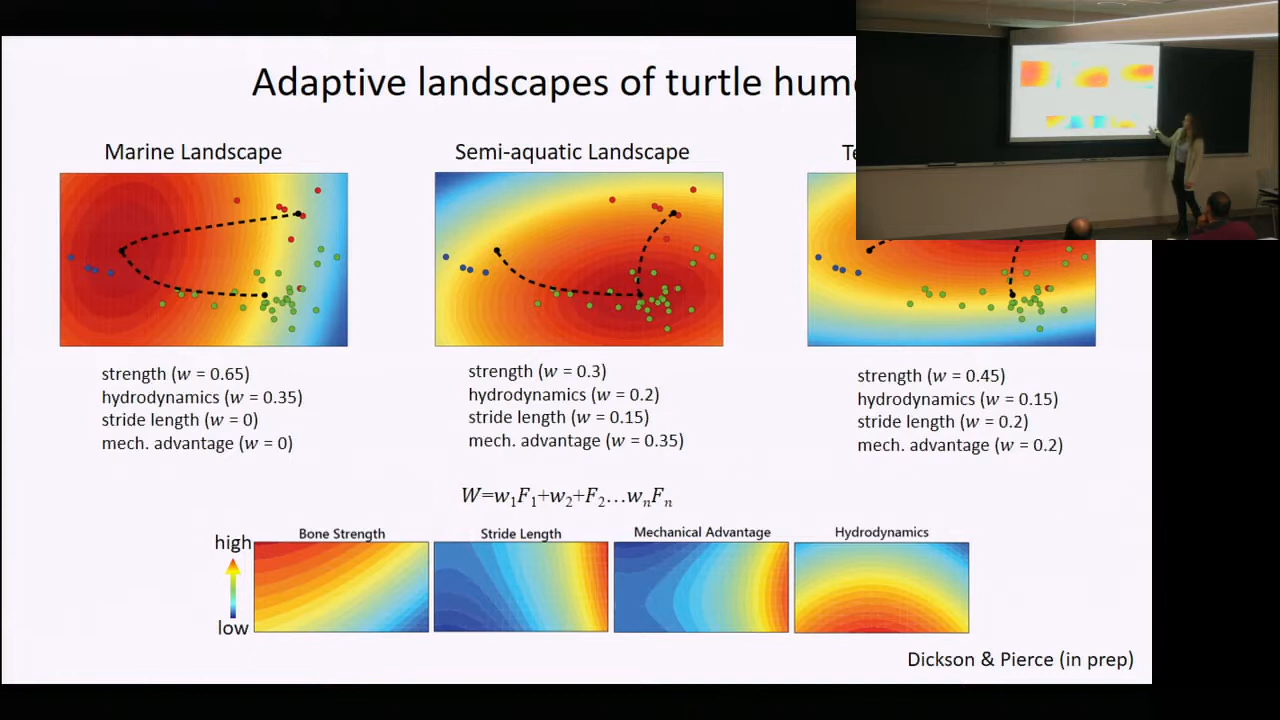 Adaptive landscapes of turtle
Marine Landscape
Semi-aquatic Landscape
strength (w = 0.65)
hydrodynamics (w = 0.35)
stride length (w = 0)
mech. advantage (w = 0)
strength (w = 0.3)
hydrodynamics (w = 0.2)
stride length (w = 0.15)
mech. advantage (w = 0.35)
strength (w = 0.45)
hydrodynamics (w = 0.15)
stride length (w = 0.2)
mech. advantage (w = 0.2)
W=w₁F₁+w₂+F₂…wₙFₙ
high
low
Bone Strength
Stride Length
Mechanical Advantage
Hydrodynamics
Dickson & Pierce (in prep)